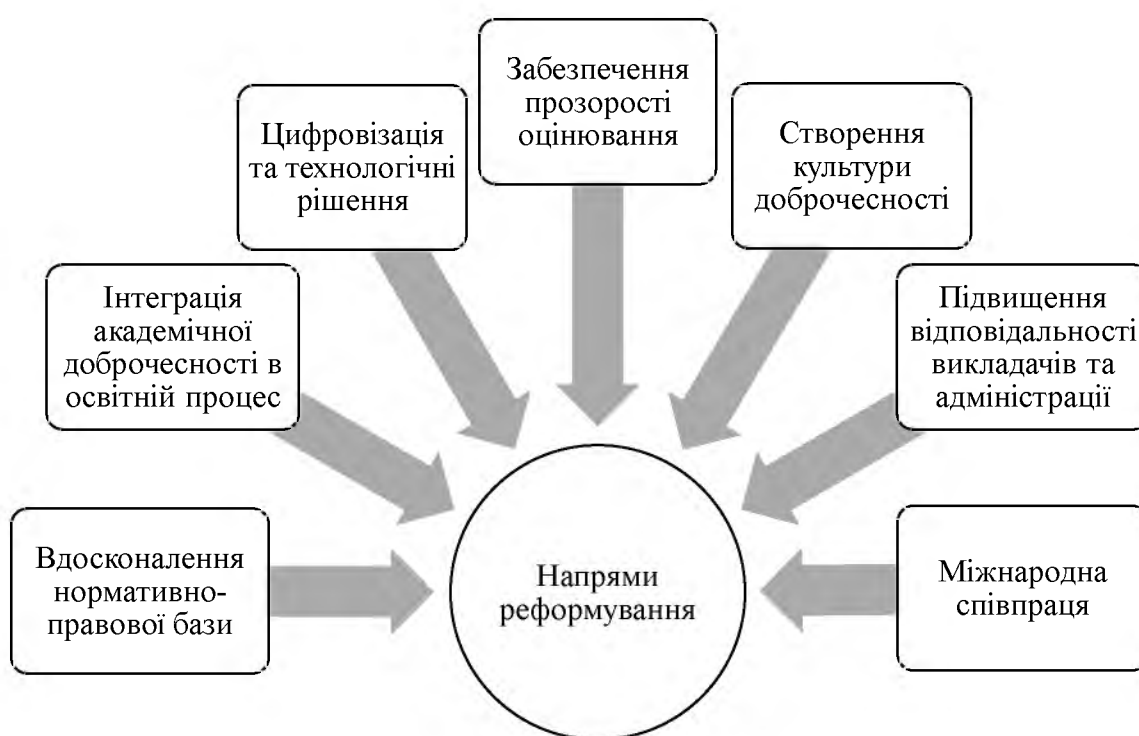 Забезпечення
прозорості
оцінювання
Цифровізація
та технологічні
рішення
Створення
культури
доброчесності
Інтеграція
академічної
доброчесності в
освітній процес
Підвищення
відповідальності
викладачів та
адміністрації
Вдосконалення
нормативно-
правової бази
Напрями
реформування
Міжнародна
співпраця